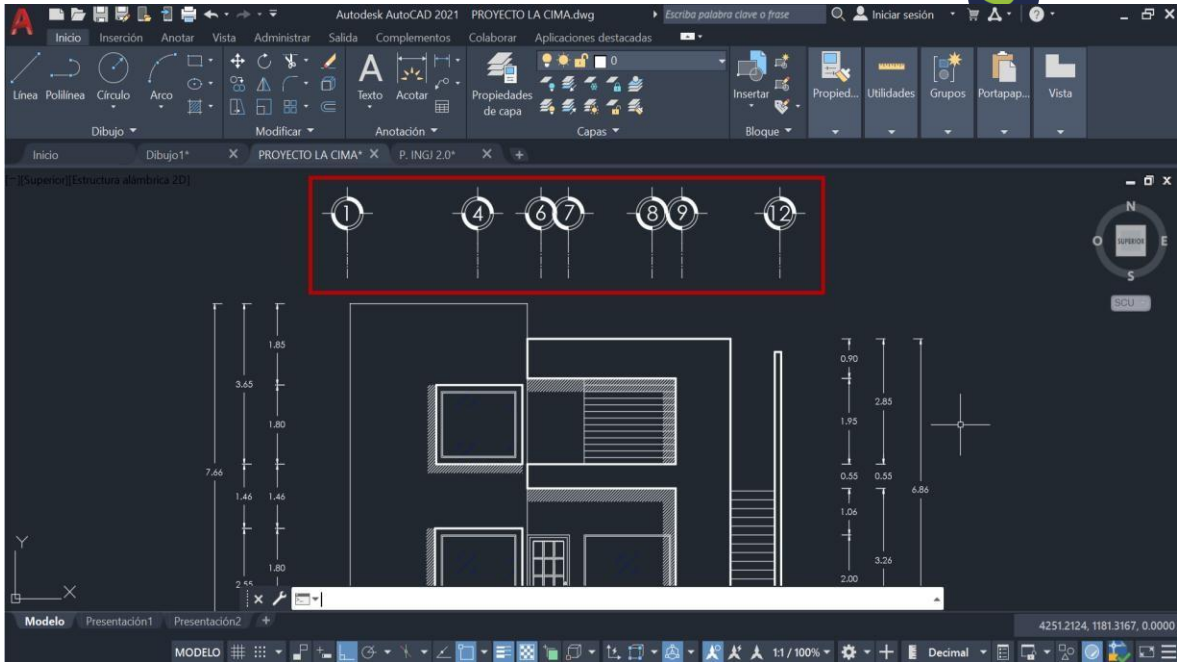 Autodesk AutoCAD 2021 PROYECTO LA CIMA.dwg Escriba palabra clave o frase Iniciar sesión
Inicio Inserción Anotar Vista Administrar Salida Complementos Colaborar Aplicaciones destacadas
0
Línea Polilínea Círculo Arco Texto Acotar Propiedades de capa Insertar Propied... Utilidades Grupos Portapap... Vista
Dibujo Modificar Anotación Capas Bloque
Inicio Dibujo1* PROYECTO LA CIMA* P. INGJ 2.0*
[−][Superior][Estructura alámbrica 2D]
N
O SUPERIOR E
S
SCU
1 4 6 7 8 9 12
1.85
0.90
3.65
2.85
1.80
1.95
7.66
0.55 0.55
6.86
1.46 1.46
1.06
3.26
1.80
2.00
2.55
Y
X
Modelo Presentación1 Presentación2
4251.2124, 1181.3167, 0.0000
MODELO 1:1 / 100% Decimal